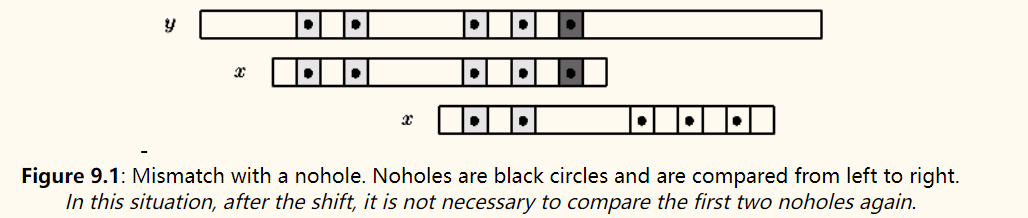 y
x
x
-
Figure 9.1: Mismatch with a nohole. Noholes are black circles and are compared from left to right.
In this situation, after the shift, it is not necessary to compare the first two noholes again.